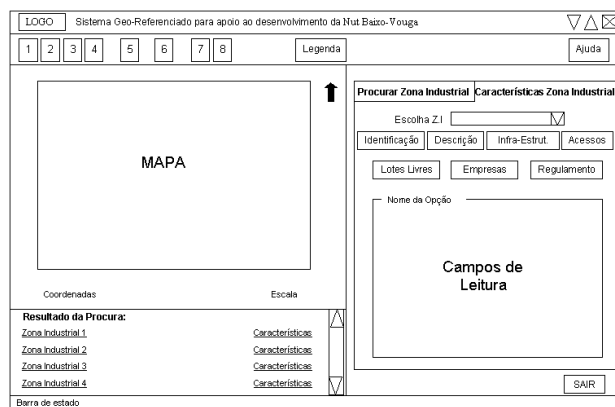 LOGO Sistema Geo-Referenciado para apoio ao desenvolvimento da Nut Baixo-Vouga
1 2 3 4 5 6 7 8 Legenda Ajuda
Procurar Zona Industrial Características Zona Industrial
Escolha Z.I
Identificação Descrição Infra-Estrut. Acessos
MAPA
Lotes Livres Empresas Regulamento
Nome da Opção
Campos de
Leitura
Coordenadas Escala
Resultado da Procura:
Zona Industrial 1 Características
Zona Industrial 2 Características
Zona Industrial 3 Características
Zona Industrial 4 Características
SAIR
Barra de estado